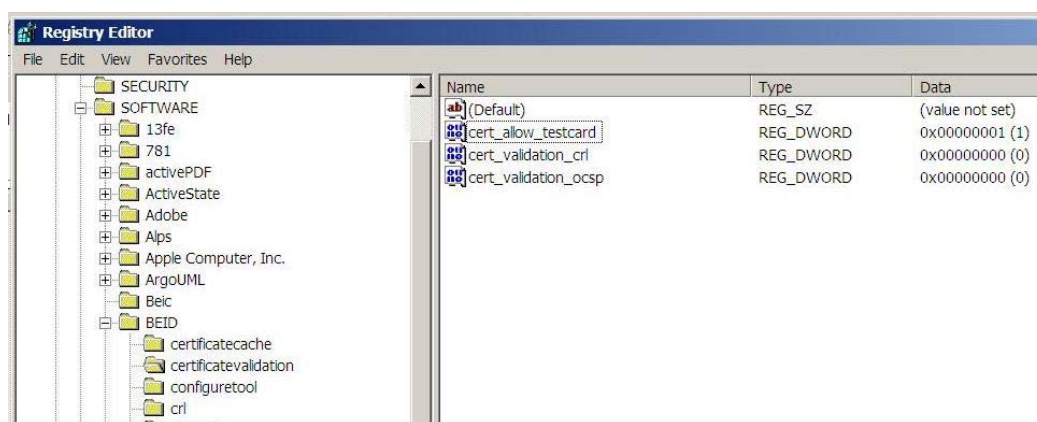 Registry Editor
File Edit View Favorites Help
SECURITY
SOFTWARE
13fe
781
activePDF
ActiveState
Adobe
Alps
Apple Computer, Inc.
ArgoUML
Beic
BEID
certificatecache
certificatevalidation
configuretool
crl
Name Type Data
(Default) REG_SZ (value not set)
cert_allow_testcard REG_DWORD 0x00000001 (1)
cert_validation_crl REG_DWORD 0x00000000 (0)
cert_validation_ocsp REG_DWORD 0x00000000 (0)